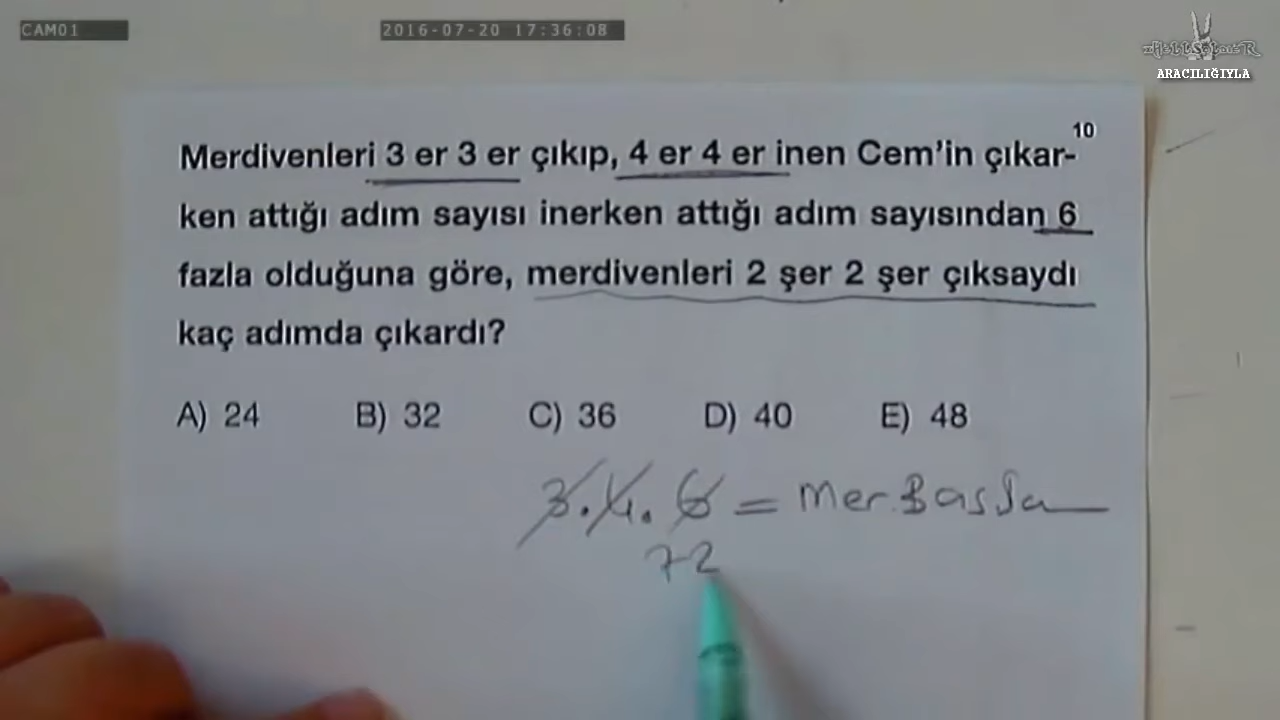 CAM01
2016-07-20 17:36:08
ARACILIĞIYLA
10
Merdivenleri 3 er 3 er çıkıp, 4 er 4 er inen Cem'in çıkar-
ken attığı adım sayısı inerken attığı adım sayısından 6
fazla olduğuna göre, merdivenleri 2 şer 2 şer çıksaydı
kaç adımda çıkardı?
A) 24 B) 32 C) 36 D) 40 E) 48
3.4.6 = Mer.BasSa
72